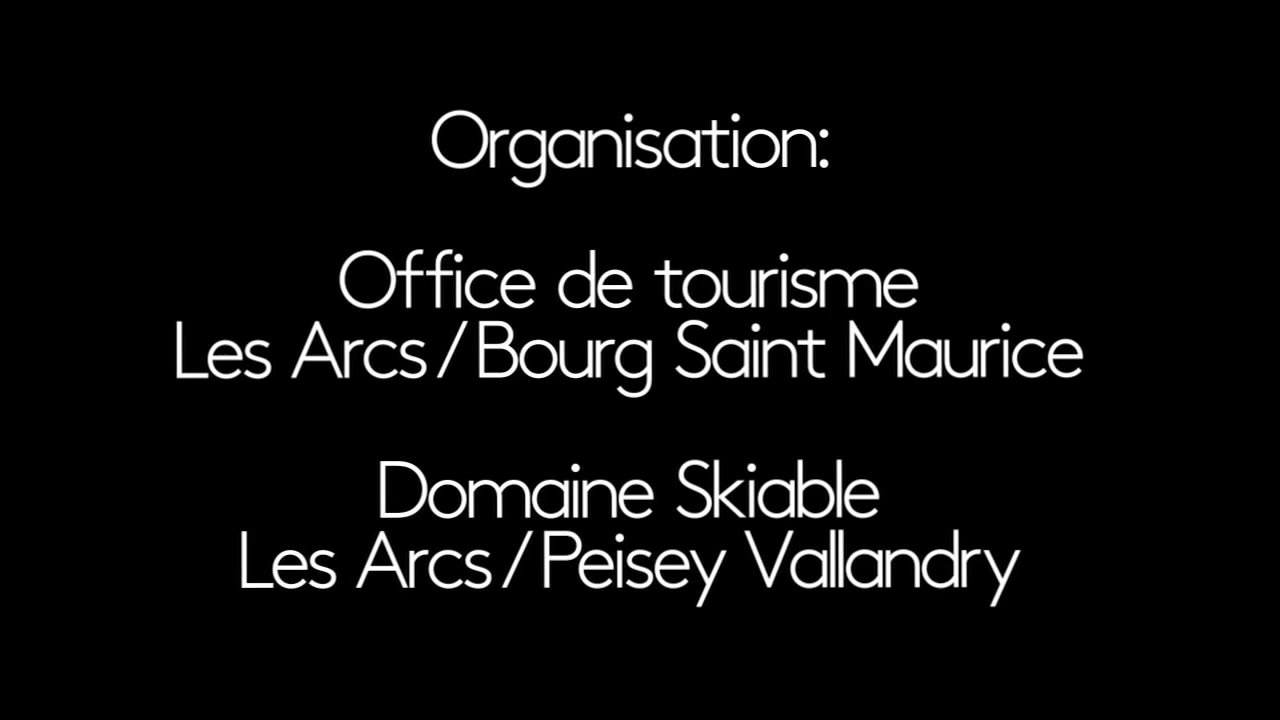 Organisation:
Office de tourisme
Les Arcs / Bourg Saint Maurice
Domaine Skiable
Les Arcs / Peisey Vallandry